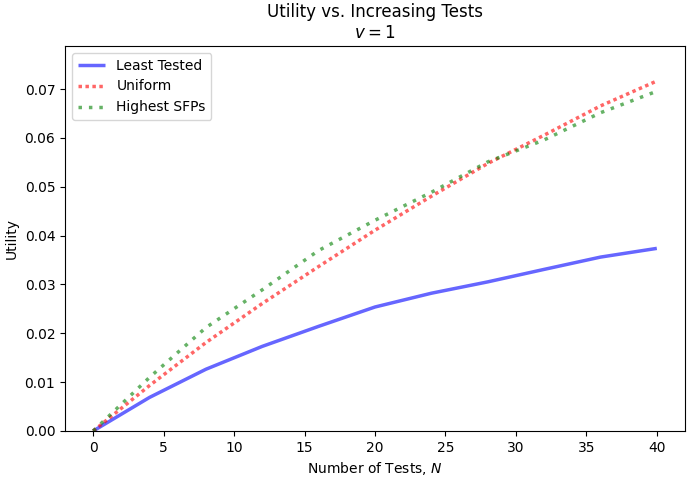 Utility vs. Increasing Tests
v = 1
Least Tested
Uniform
Highest SFPs
Utility
0.07
0.06
0.05
0.04
0.03
0.02
0.01
0.00
0 5 10 15 20 25 30 35 40
Number of Tests, N